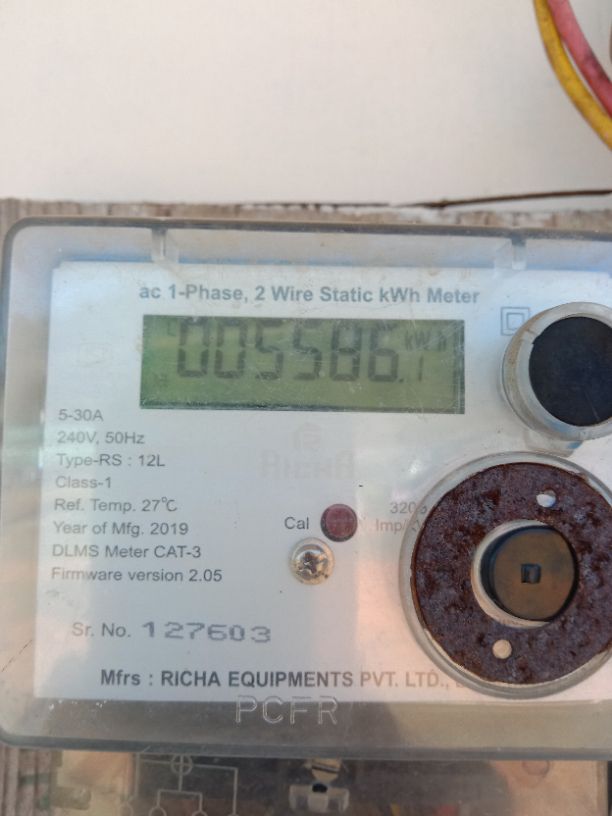 ac 1-Phase, 2 Wire Static kWh Meter
005586.1 kWh
5-30A
240V, 50Hz
Type-RS : 12L
Class-1
Ref. Temp. 27°C
Year of Mfg. 2019
DLMS Meter CAT-3
Firmware version 2.05
RICHA
Cal
Sr. No. 127603
Mfrs : RICHA EQUIPMENTS PVT. LTD.,
PCFR